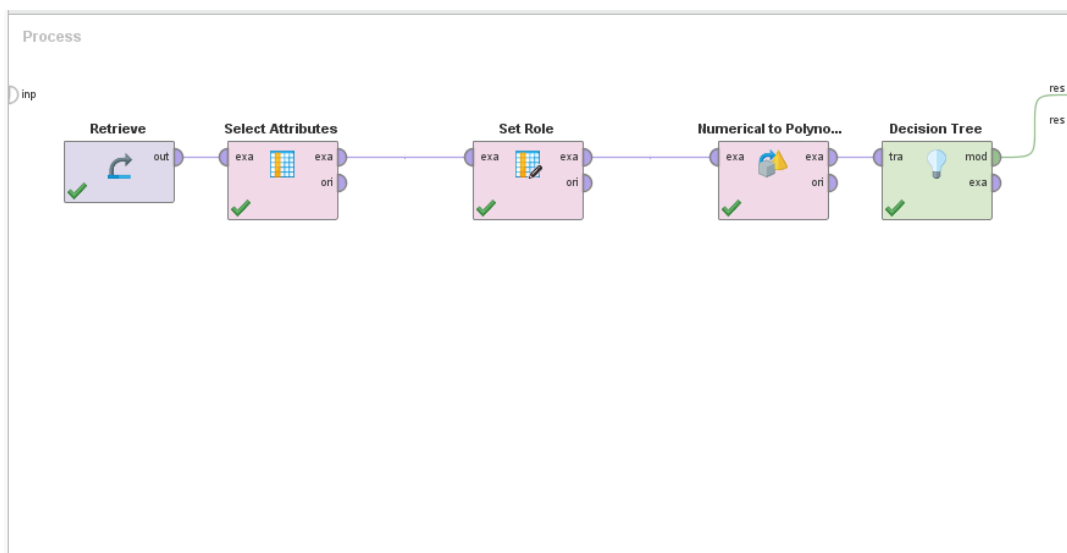 Process
inp
res
res
Retrieve
out
Select Attributes
exa exa
ori
Set Role
exa exa
ori
Numerical to Polyno...
exa exa
ori
Decision Tree
tra mod
exa